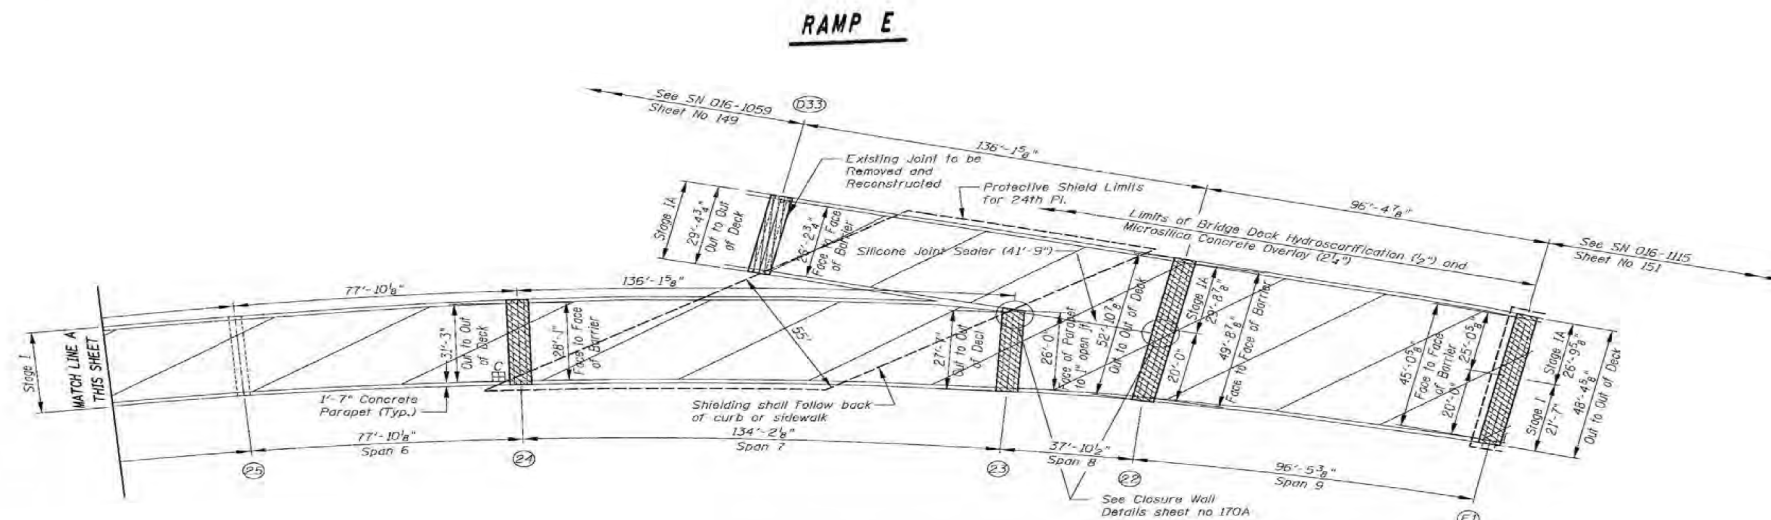 RAMP E
See SN 016-1059
Sheet No 149
D33
136'-1⅝"
Existing Joint to be
Removed and
Reconstructed
Protective Shield Limits
for 24th Pl.
96'-4⅞"
Limits of Bridge Deck Hydroscarification (½") and
Microsilica Concrete Overlay (2¼")
See SN 016-1115
Sheet No 151
Stage 1A
29'-4¾"
Out to Out
of Deck
26'-2¾"
Face to Face
of Barrier
Silicone Joint Sealer (41'-9")
77'-10⅛"
136'-1⅝"
Stage 1
MATCH LINE A
THIS SHEET
31'-3"
Out to Out
of Deck
28'-1"
Face to Face
of Barrier
55'
27'-7"
Out to Out
of Deck
26'-0"
Face of Parapet
to 1" open jt
52'-10⅞"
Out to Out of Deck
Stage 1A
29'-8⅞"
20'-0"
49'-8⅞"
Face to Face of Barrier
45'-0⅝"
Face to Face
of Barrier
25'-0⅝"
20'-0"
Stage 1A
26'-9⅝"
Stage 1
21'-7"
48'-4⅝"
Out to Out of Deck
1'-7" Concrete
Parapet (Typ.)
Shielding shall follow back
of curb or sidewalk
77'-10⅛"
Span 6
134'-2⅛"
Span 7
37'-10½"
Span 8
96'-5⅜"
Span 9
25
24
23
22
E1
See Closure Wall
Details sheet no 170A